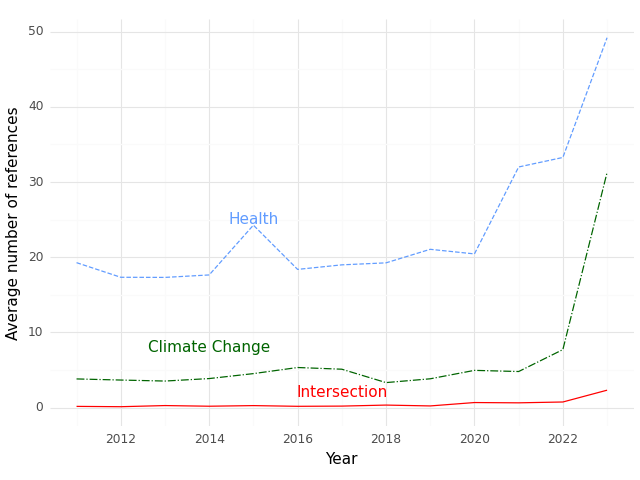 50
40
30
20
10
0
Average number of references
Health
Climate Change
Intersection
2012 2014 2016 2018 2020 2022
Year